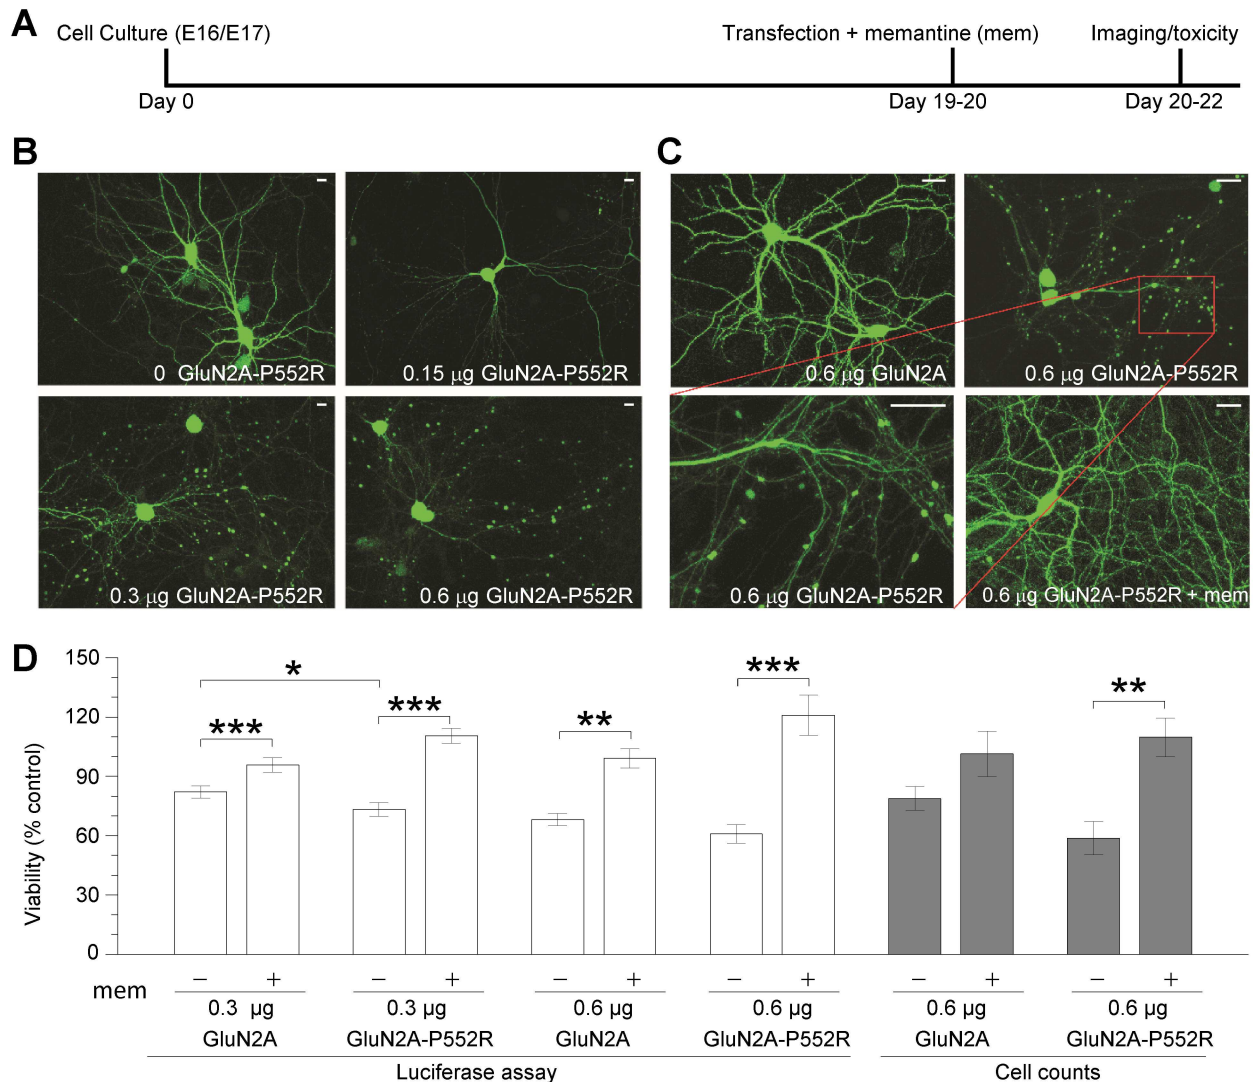 A
Cell Culture (E16/E17)
Transfection + memantine (mem)
Imaging/toxicity
Day 0
Day 19-20
Day 20-22
B
0 GluN2A-P552R
0.15 μg GluN2A-P552R
0.3 μg GluN2A-P552R
0.6 μg GluN2A-P552R
C
0.6 μg GluN2A
0.6 μg GluN2A-P552R
0.6 μg GluN2A-P552R
0.6 μg GluN2A-P552R + mem
D
Viability (% control)
150
120
90
60
30
0
***
*
***
**
***
**
mem
− + − + − + − + − + − +
0.3 μg 0.3 μg 0.6 μg 0.6 μg 0.6 μg 0.6 μg
GluN2A GluN2A-P552R GluN2A GluN2A-P552R GluN2A GluN2A-P552R
Luciferase assay Cell counts